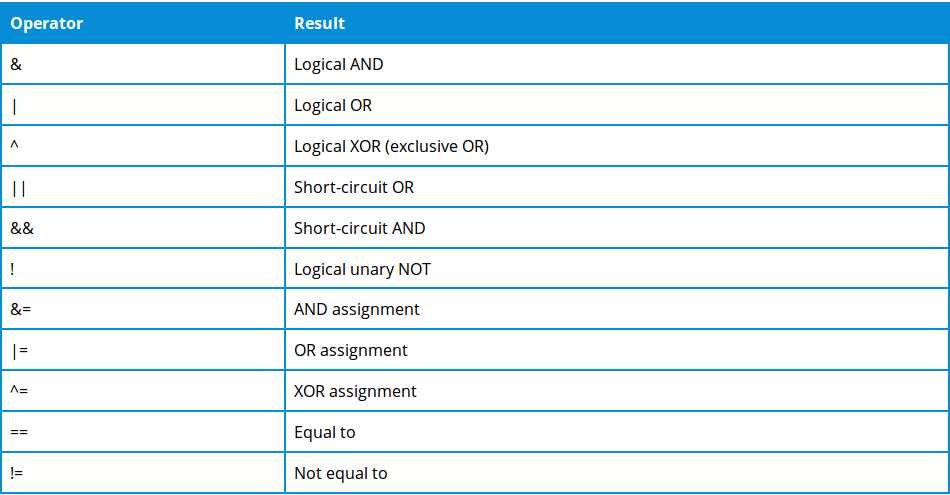 Operator Result
& Logical AND
| Logical OR
^ Logical XOR (exclusive OR)
|| Short-circuit OR
&& Short-circuit AND
! Logical unary NOT
&= AND assignment
|= OR assignment
^= XOR assignment
== Equal to
!= Not equal to